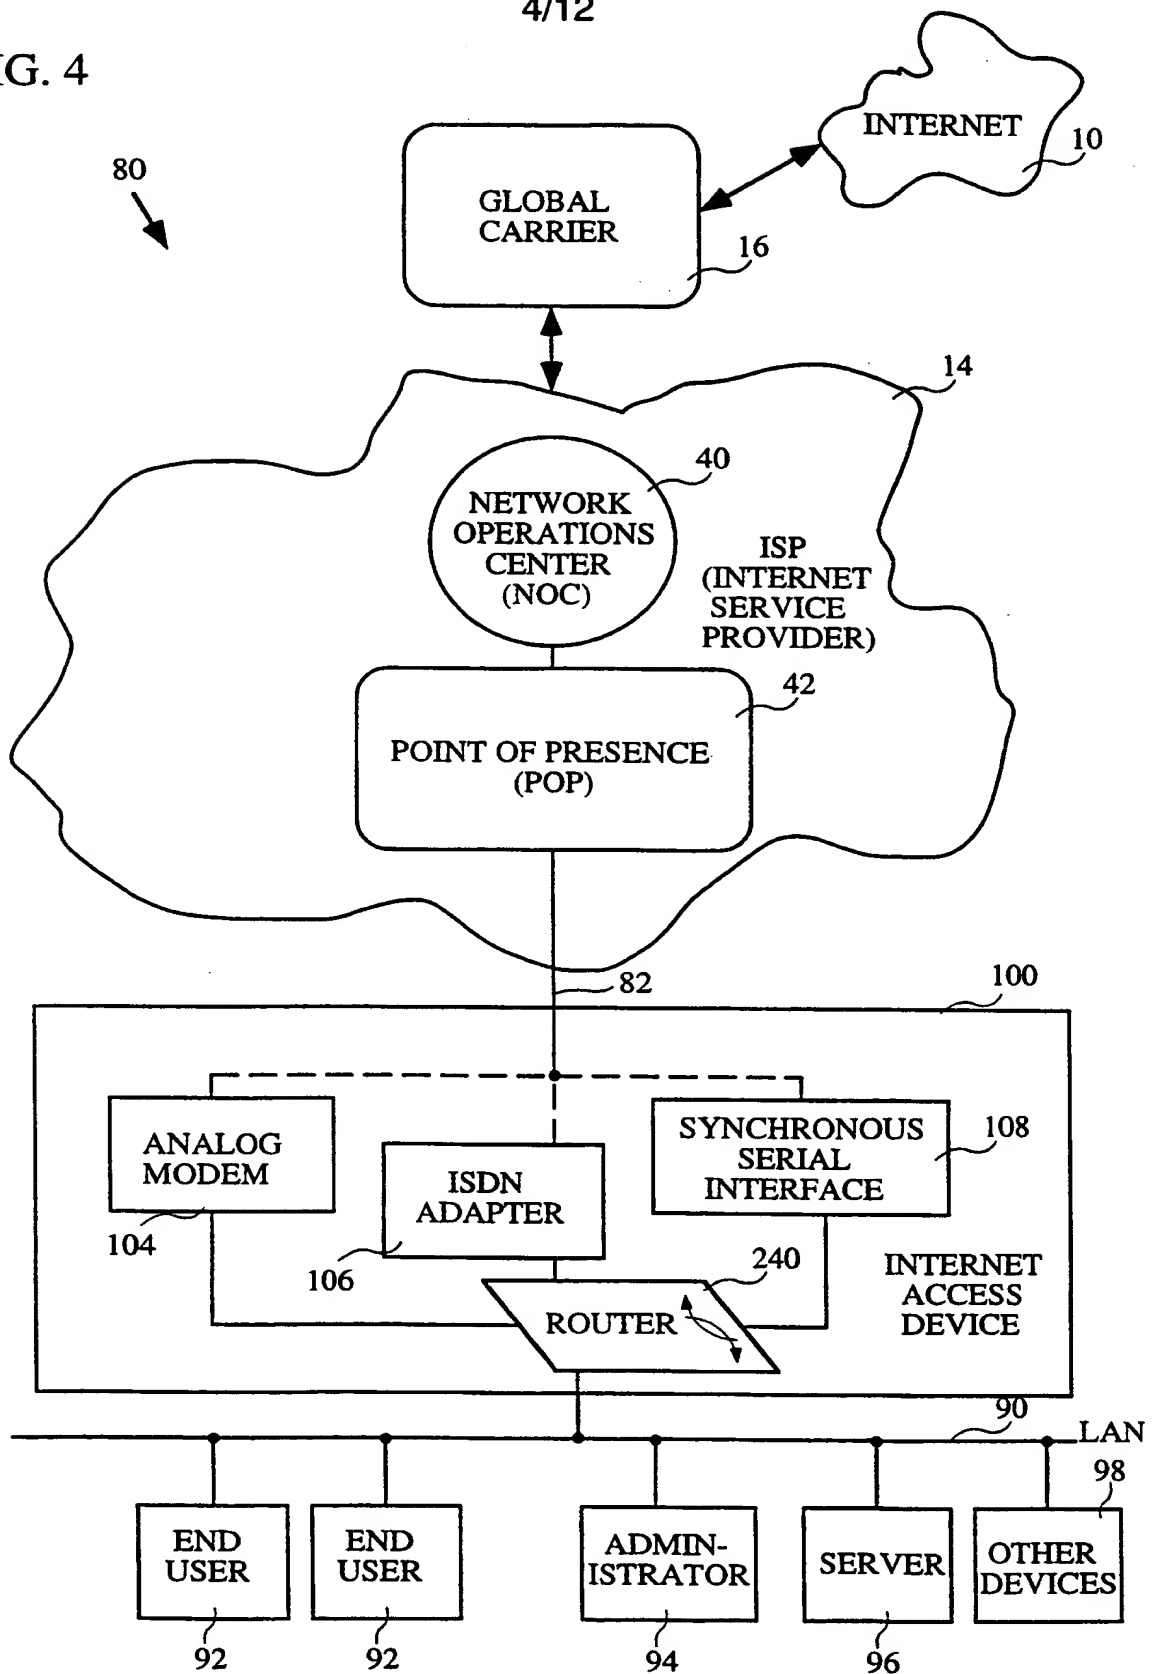 4/12
IG. 4
INTERNET
10
80
GLOBAL
CARRIER
16
14
40
NETWORK
OPERATIONS
CENTER
(NOC)
ISP
(INTERNET
SERVICE
PROVIDER)
42
POINT OF PRESENCE
(POP)
82
100
ANALOG
MODEM
104
ISDN
ADAPTER
106
SYNCHRONOUS
SERIAL
INTERFACE
108
240
ROUTER
INTERNET
ACCESS
DEVICE
90
LAN
98
END
USER
92
END
USER
92
ADMIN-
ISTRATOR
94
SERVER
96
OTHER
DEVICES